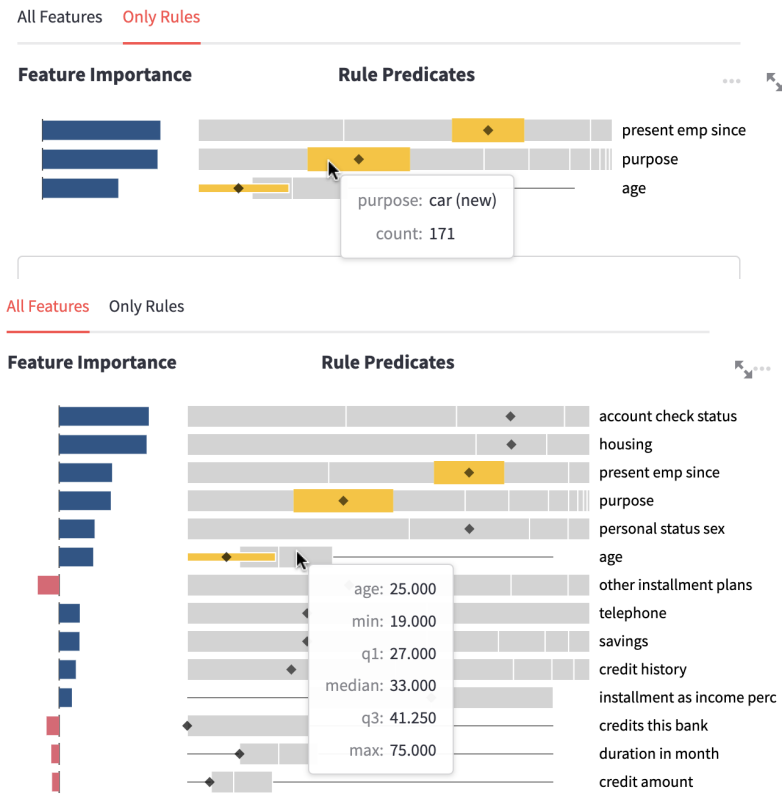 All Features Only Rules
Feature Importance Rule Predicates
present emp since
purpose
age
purpose: car (new)
count: 171
All Features Only Rules
Feature Importance Rule Predicates
account check status
housing
present emp since
purpose
personal status sex
age
other installment plans
telephone
savings
credit history
installment as income perc
credits this bank
duration in month
credit amount
age: 25.000
min: 19.000
q1: 27.000
median: 33.000
q3: 41.250
max: 75.000